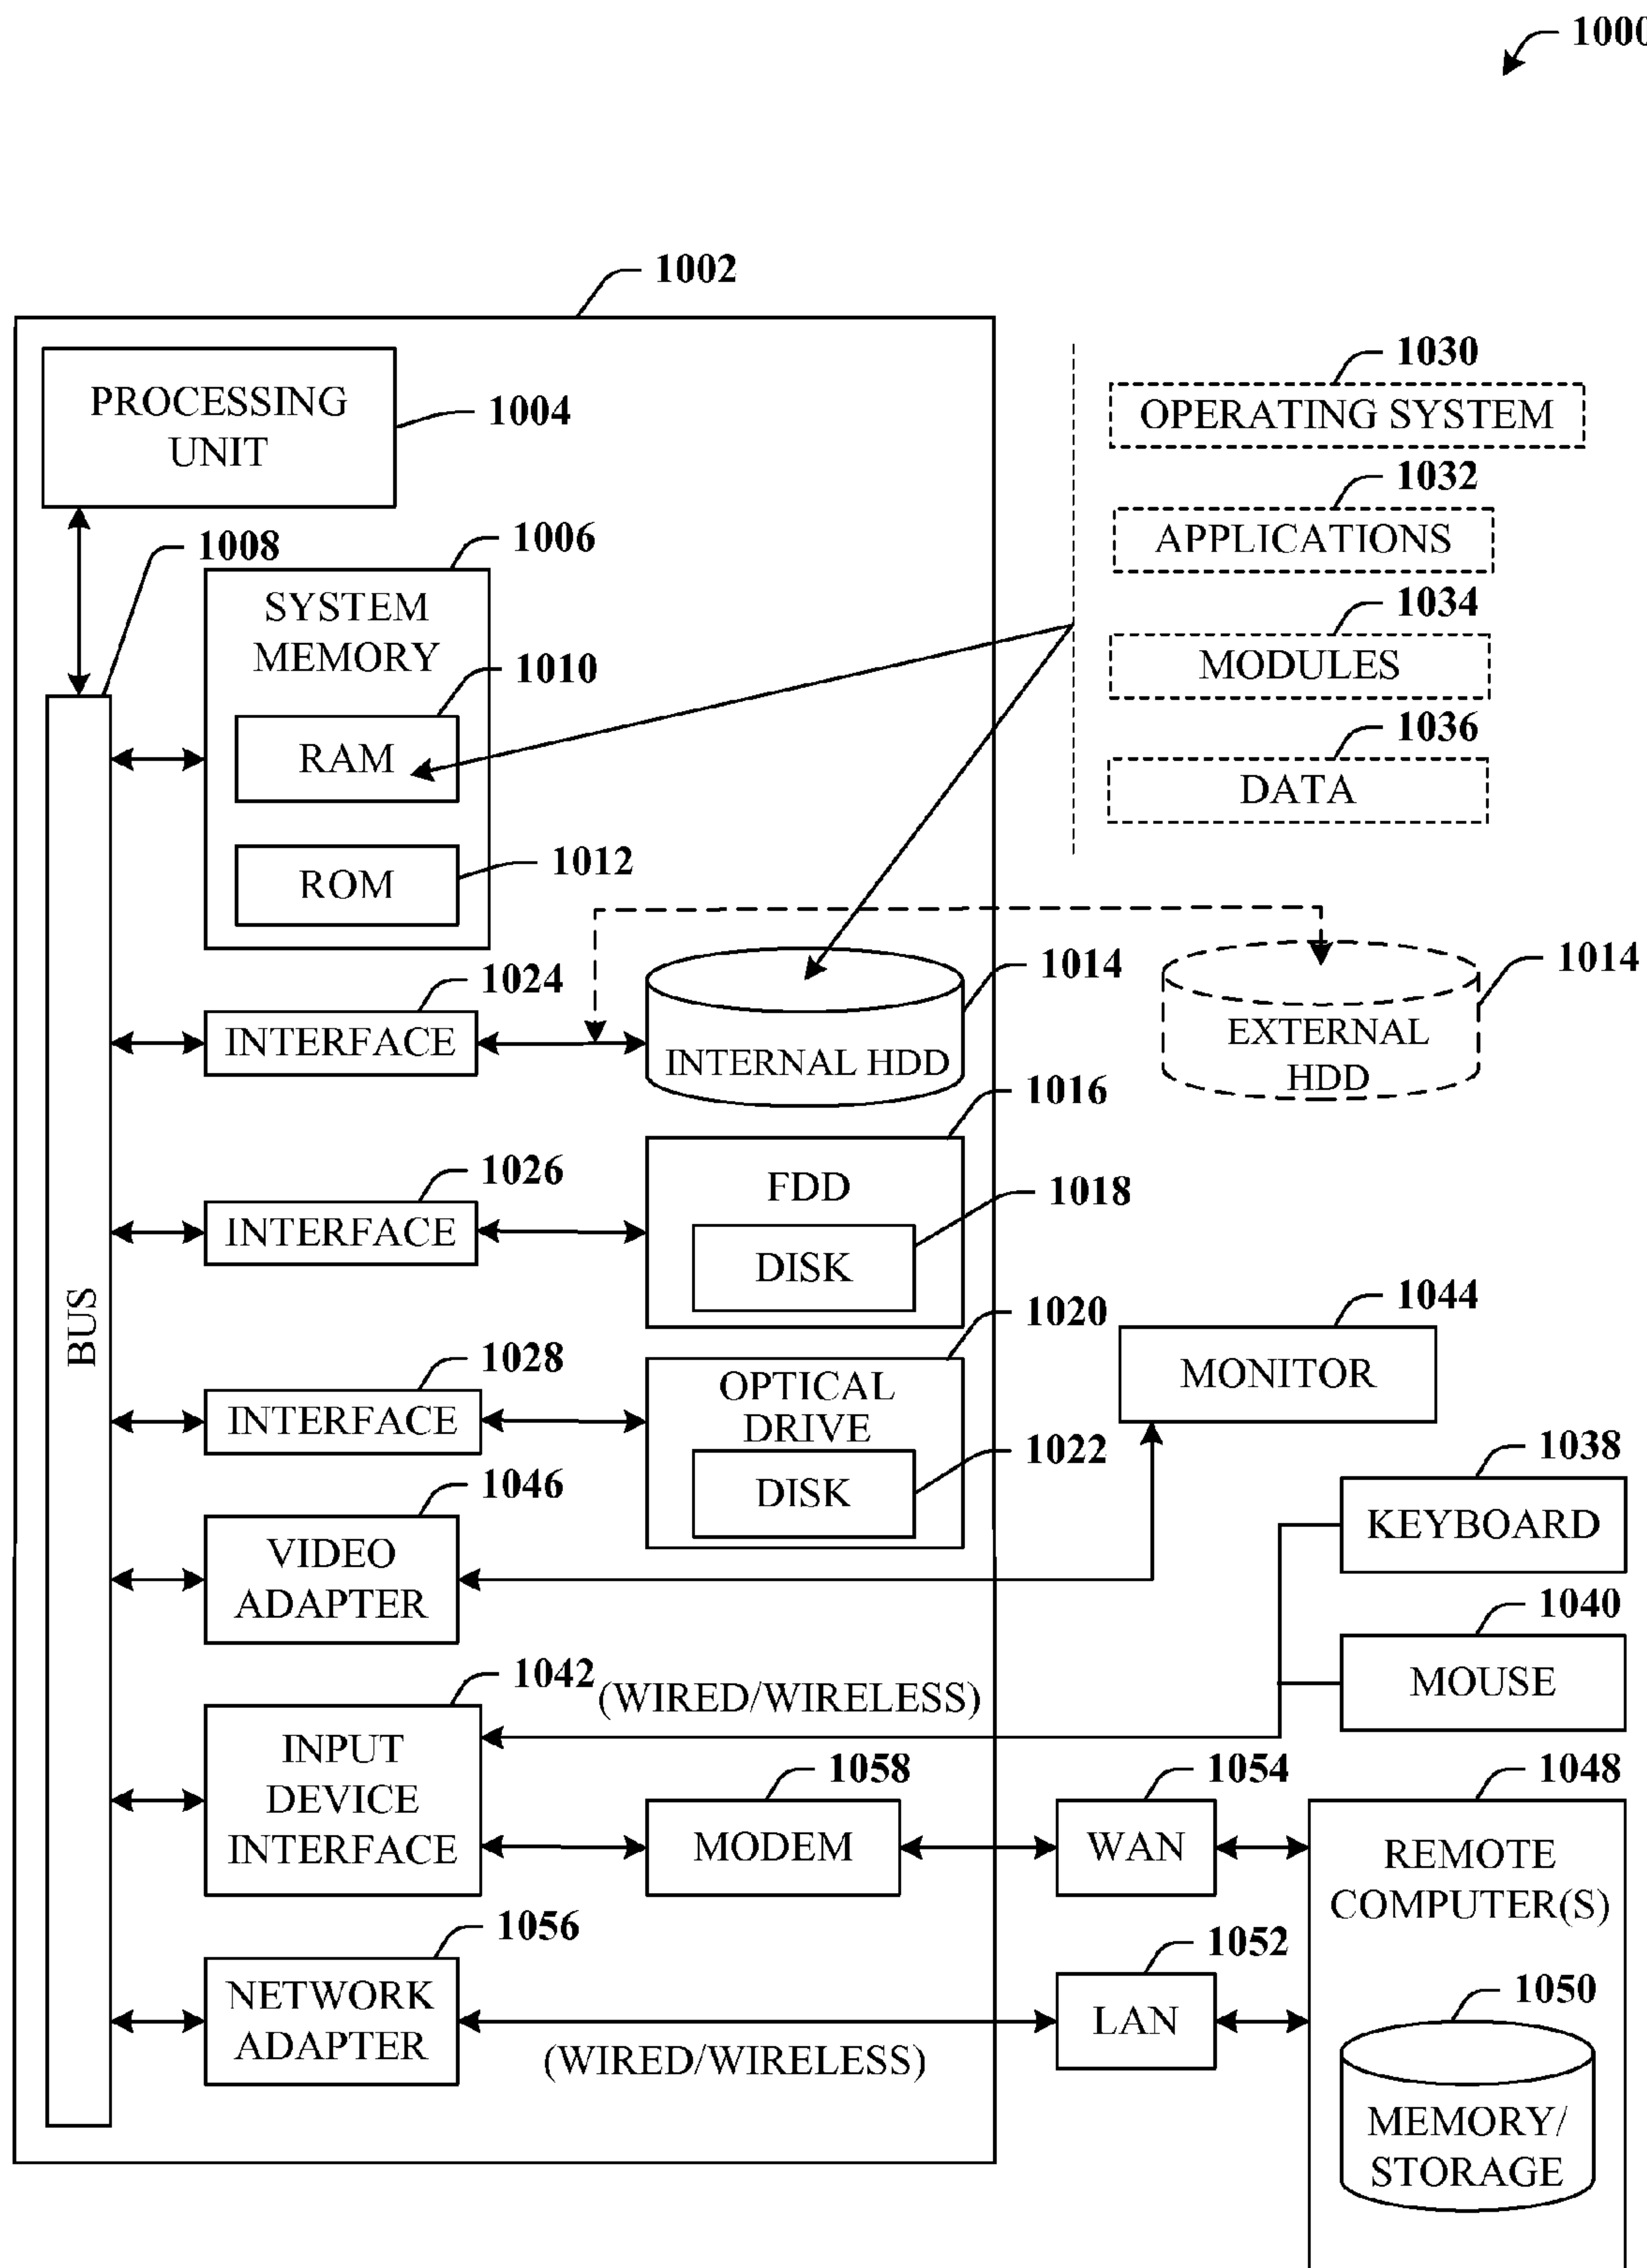 1000
1002
PROCESSING
UNIT
1004
1030
OPERATING SYSTEM
1032
APPLICATIONS
1034
MODULES
1036
DATA
1008
1006
SYSTEM
MEMORY
1010
RAM
1012
ROM
1024
INTERFACE
1014
INTERNAL HDD
1014
EXTERNAL
HDD
1016
1026
INTERFACE
FDD
1018
DISK
BUS
1020
1028
INTERFACE
OPTICAL
DRIVE
1022
DISK
1044
MONITOR
1038
KEYBOARD
1046
VIDEO
ADAPTER
1040
MOUSE
1042
(WIRED/WIRELESS)
INPUT
DEVICE
INTERFACE
1058
MODEM
1054
WAN
1048
REMOTE
COMPUTER(S)
1056
NETWORK
ADAPTER
(WIRED/WIRELESS)
1052
LAN
1050
MEMORY/
STORAGE